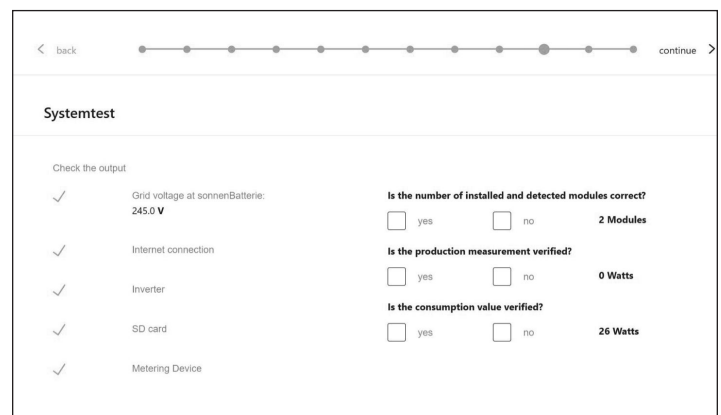 back
continue
Systemtest
Check the output
Grid voltage at sonnenBatterie:
245.0 V
Internet connection
Inverter
SD card
Metering Device
Is the number of installed and detected modules correct?
yes no 2 Modules
Is the production measurement verified?
yes no 0 Watts
Is the consumption value verified?
yes no 26 Watts